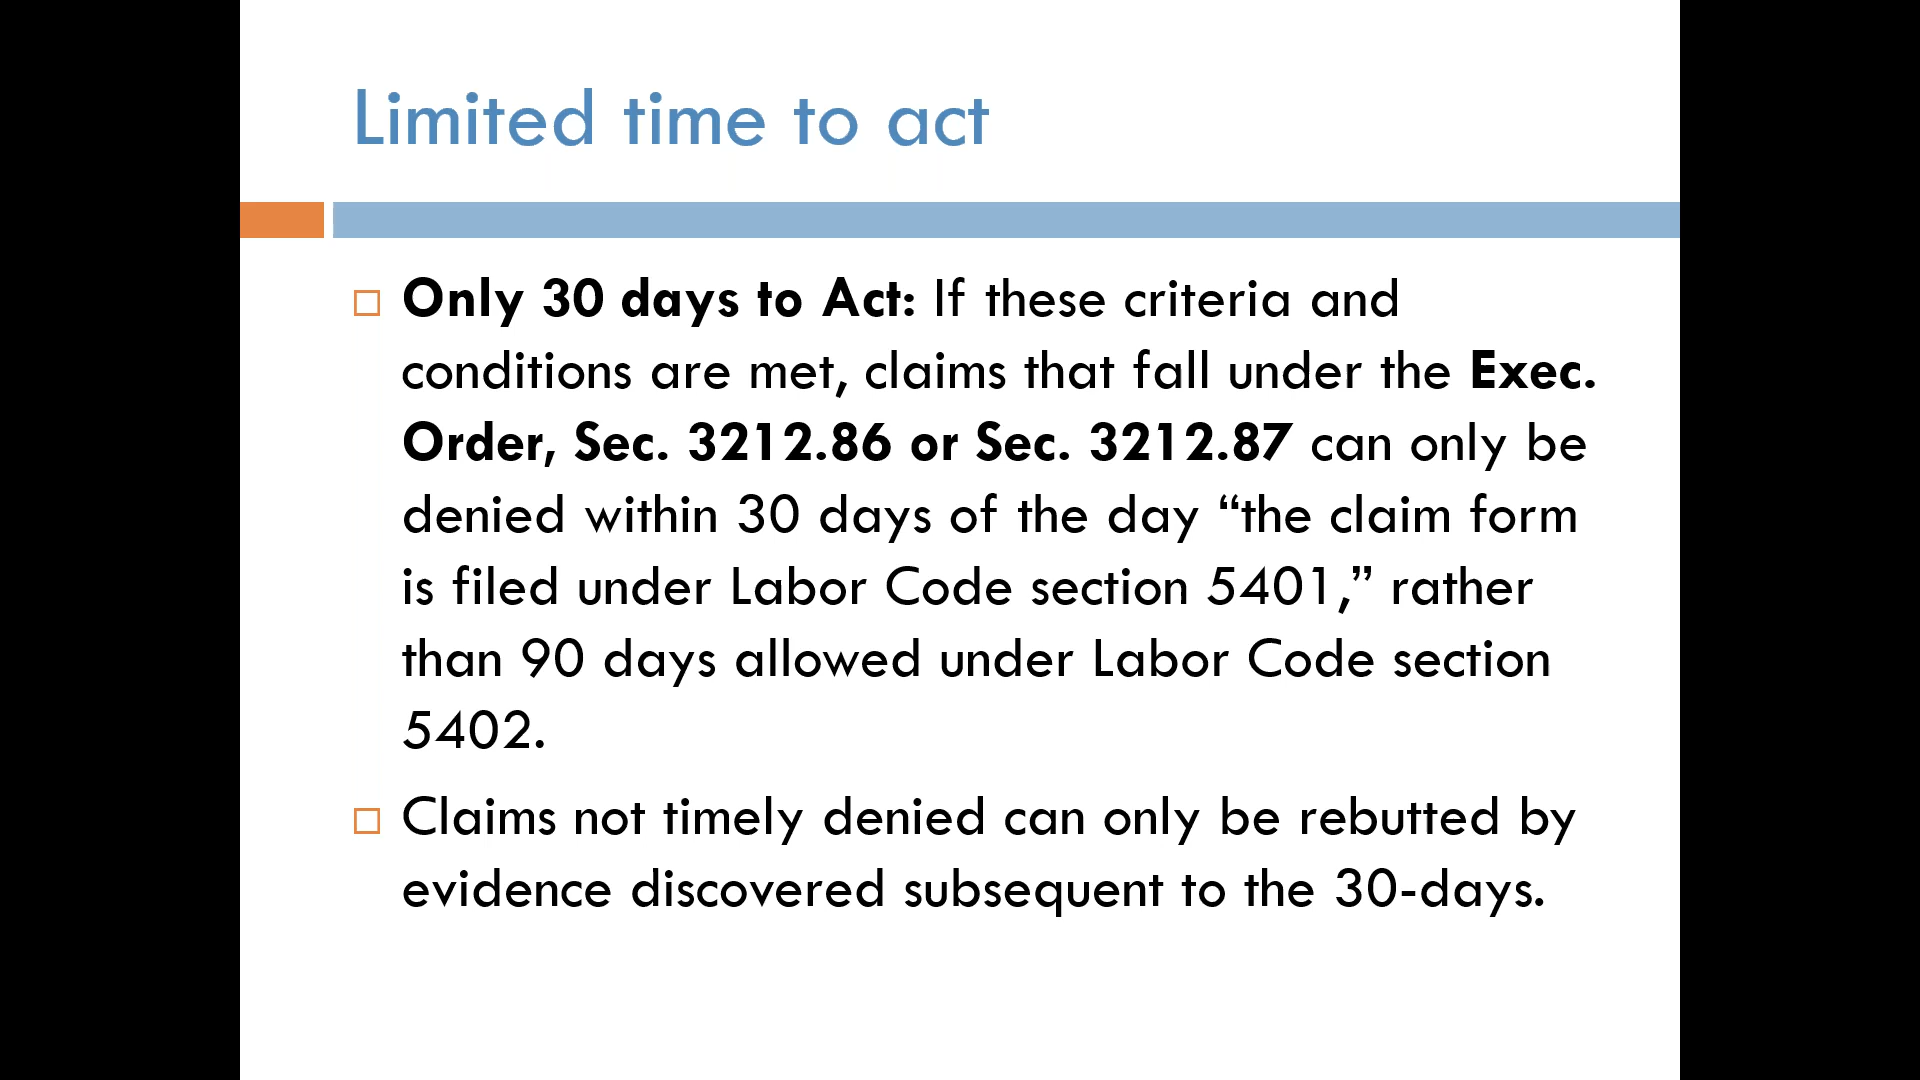 Limited time to act
Only 30 days to Act: If these criteria and
conditions are met, claims that fall under the Exec.
Order, Sec. 3212.86 or Sec. 3212.87 can only be
denied within 30 days of the day “the claim form
is filed under Labor Code section 5401,” rather
than 90 days allowed under Labor Code section
5402.
Claims not timely denied can only be rebutted by
evidence discovered subsequent to the 30-days.